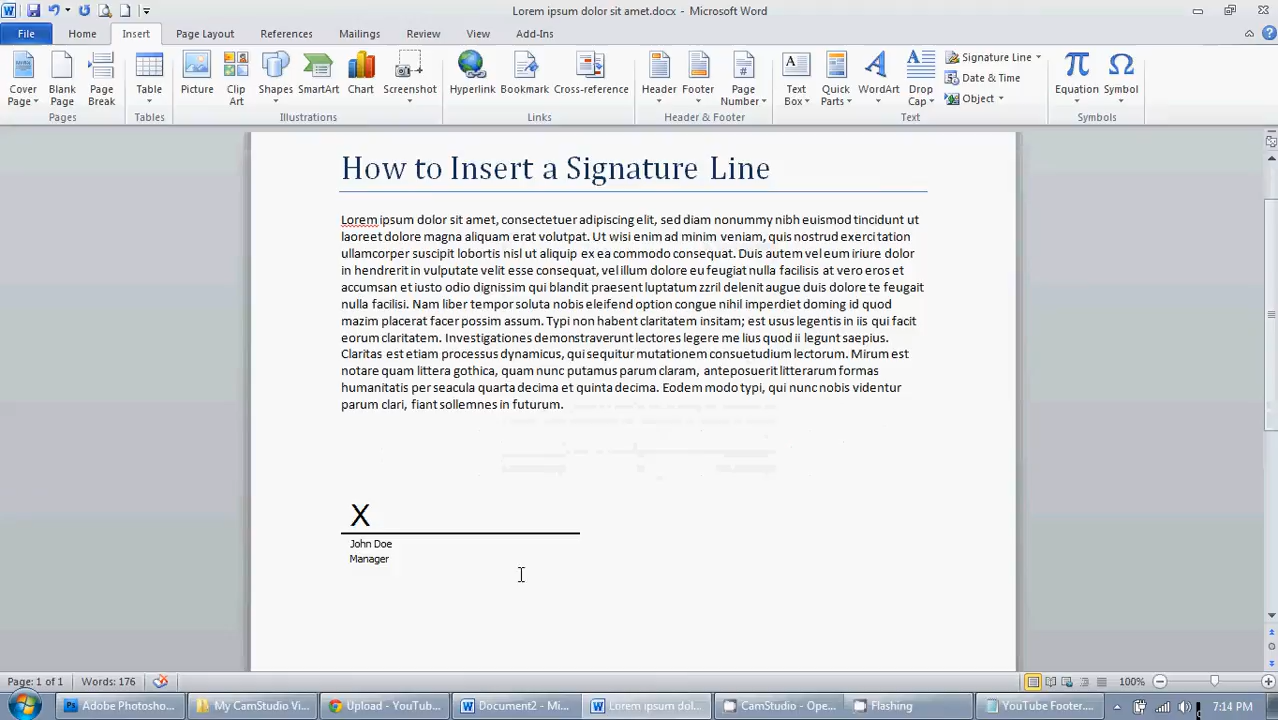 Lorem ipsum dolor sit amet.docx - Microsoft Word
File Home Insert Page Layout References Mailings Review View Add-Ins
Cover Page
Blank Page
Page Break
Table
Picture
Clip Art
Shapes
SmartArt
Chart
Screenshot
Hyperlink
Bookmark
Cross-reference
Header
Footer
Page Number
Text Box
Quick Parts
WordArt
Drop Cap
Signature Line
Date & Time
Object
Equation
Symbol
Pages Tables Illustrations Links Header & Footer Text Symbols
How to Insert a Signature Line
Lorem ipsum dolor sit amet, consectetuer adipiscing elit, sed diam nonummy nibh euismod tincidunt ut
laoreet dolore magna aliquam erat volutpat. Ut wisi enim ad minim veniam, quis nostrud exerci tation
ullamcorper suscipit lobortis nisl ut aliquip ex ea commodo consequat. Duis autem vel eum iriure dolor
in hendrerit in vulputate velit esse consequat, vel illum dolore eu feugiat nulla facilisis at vero eros et
accumsan et iusto odio dignissim qui blandit praesent luptatum zzril delenit augue duis dolore te feugait
nulla facilisi. Nam liber tempor soluta nobis eleifend option congue nihil imperdiet doming id quod
mazim placerat facer possim assum. Typi non habent claritatem insitam; est usus legentis in iis qui facit
eorum claritatem. Investigationes demonstraverunt lectores legere me lius quod ii legunt saepius.
Claritas est etiam processus dynamicus, qui sequitur mutationem consuetudium lectorum. Mirum est
notare quam littera gothica, quam nunc putamus parum claram, anteposuerit litterarum formas
humanitatis per seacula quarta decima et quinta decima. Eodem modo typi, qui nunc nobis videntur
parum clari, fiant sollemnes in futurum.
X
John Doe
Manager
Page: 1 of 1 Words: 176 100%
Adobe Photosho... My CamStudio Vi... Upload - YouTub... Document2 - Mi... Lorem ipsum dol... CamStudio - Ope... Flashing YouTube Footer... 7:14 PM